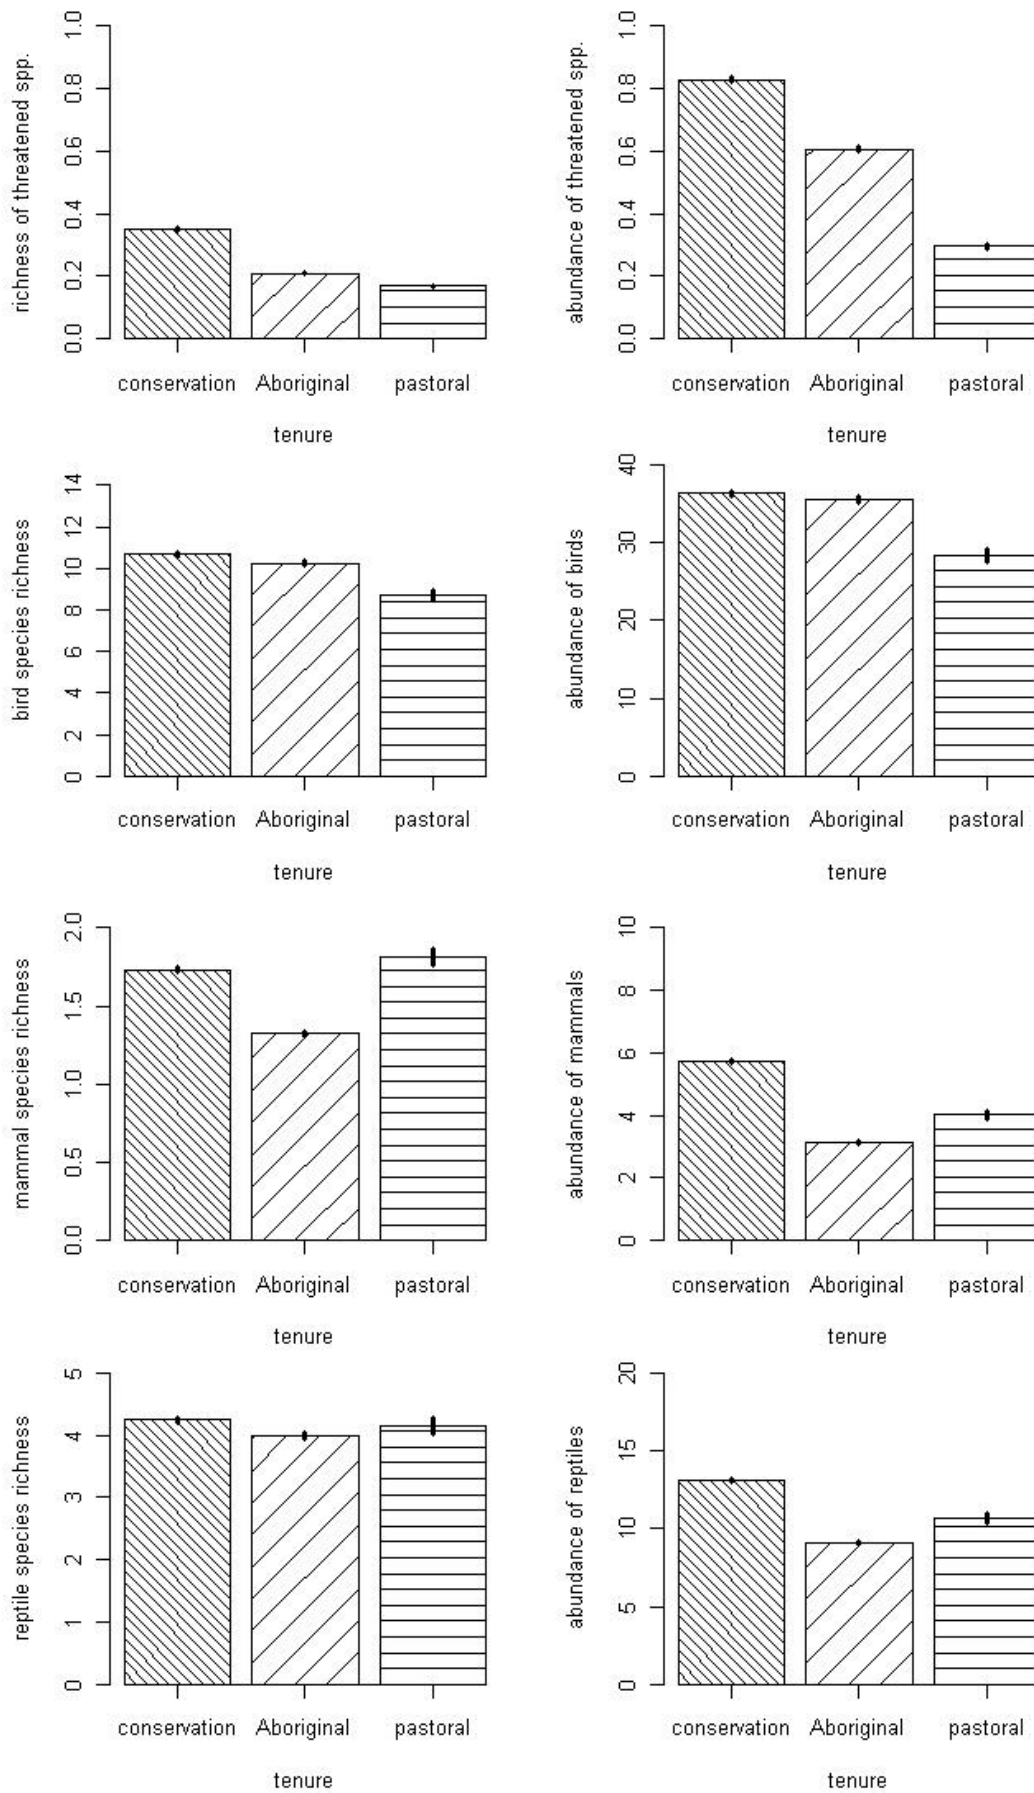 richness of threatened spp.
0.0 0.2 0.4 0.6 0.8 1.0
conservation Aboriginal pastoral
tenure
abundance of threatened spp.
0.0 0.2 0.4 0.6 0.8 1.0
conservation Aboriginal pastoral
tenure
bird species richness
0 2 4 6 8 10 12 14
conservation Aboriginal pastoral
tenure
abundance of birds
0 10 20 30 40
conservation Aboriginal pastoral
tenure
mammal species richness
0.0 0.5 1.0 1.5 2.0
conservation Aboriginal pastoral
tenure
abundance of mammals
0 2 4 6 8 10
conservation Aboriginal pastoral
tenure
reptile species richness
0 1 2 3 4 5
conservation Aboriginal pastoral
tenure
abundance of reptiles
0 5 10 15 20
conservation Aboriginal pastoral
tenure